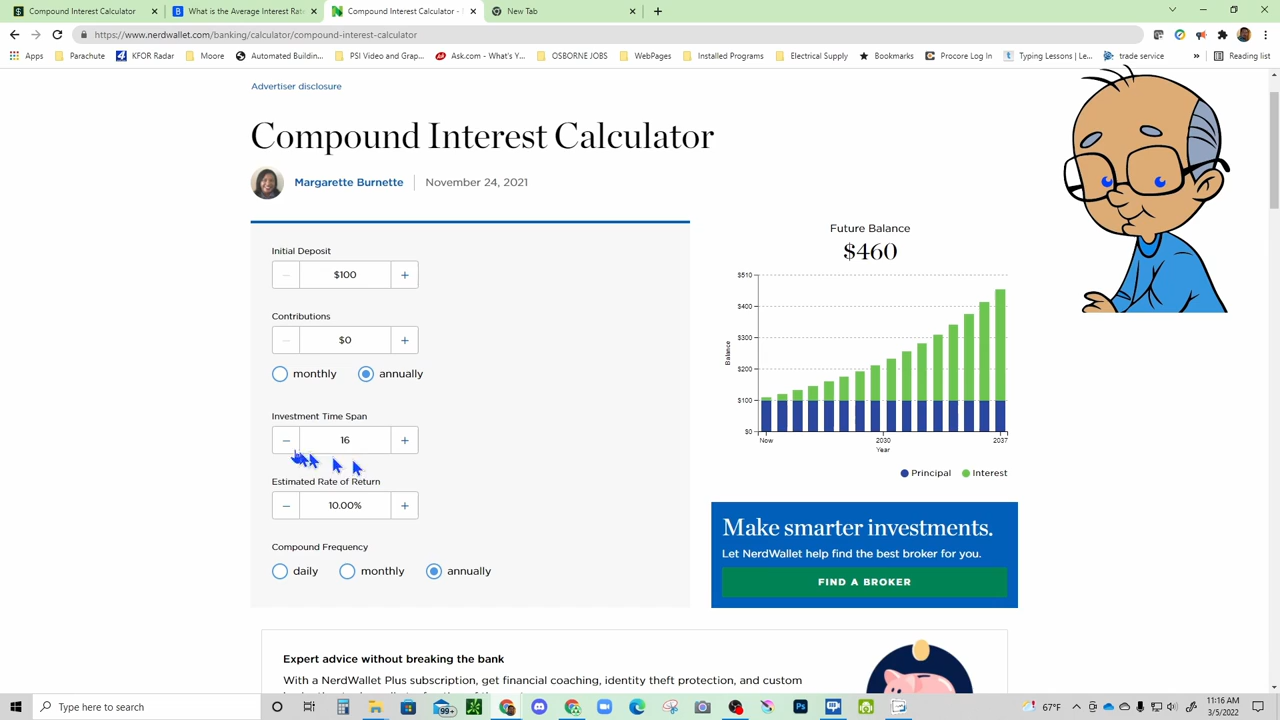 Compound Interest Calculator
What is the Average Interest Rat
Compound Interest Calculator -
New Tab
https://www.nerdwallet.com/banking/calculator/compound-interest-calculator
Apps Parachute KFOR Radar Moore Automated Buildin... PSI Video and Grap... Ask.com - What's Y... OSBORNE JOBS WebPages Installed Programs Electrical Supply Bookmarks Procore Log In Typing Lessons | Le... trade service » Reading list
Advertiser disclosure
Compound Interest Calculator
Margarette Burnette November 24, 2021
Initial Deposit
− $100 +
Contributions
− $0 +
monthly annually
Investment Time Span
− 16 +
Estimated Rate of Return
− 10.00% +
Compound Frequency
daily monthly annually
Future Balance
$460
$510
$400
$300
$200
$100
$0
Balance
Now 2030 2037
Year
Principal Interest
Make smarter investments.
Let NerdWallet help find the best broker for you.
FIND A BROKER
Expert advice without breaking the bank
With a NerdWallet Plus subscription, get financial coaching, identity theft protection, and custom
Type here to search
99+
Ps
67°F
11:16 AM
3/5/2022